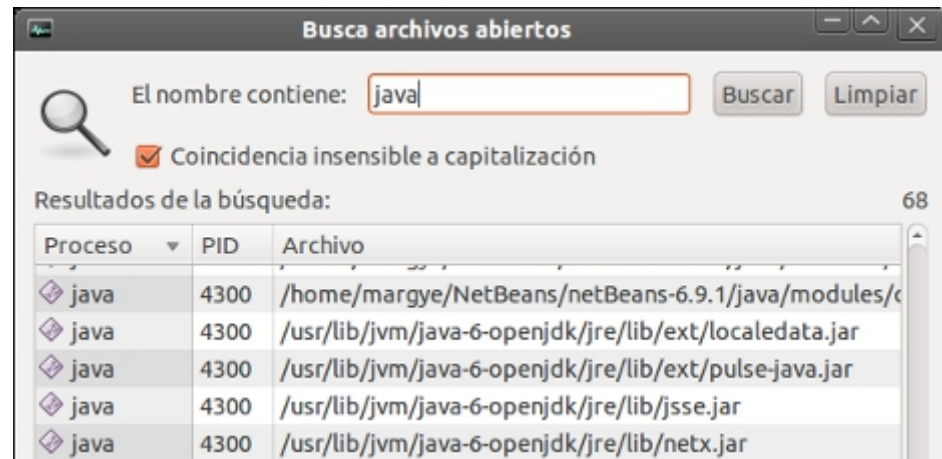 Busca archivos abiertos
El nombre contiene: java Buscar Limpiar
Coincidencia insensible a capitalización
Resultados de la búsqueda: 68
Proceso PID Archivo
java 4300 /home/margye/NetBeans/netBeans-6.9.1/java/modules/
java 4300 /usr/lib/jvm/java-6-openjdk/jre/lib/ext/localedata.jar
java 4300 /usr/lib/jvm/java-6-openjdk/jre/lib/ext/pulse-java.jar
java 4300 /usr/lib/jvm/java-6-openjdk/jre/lib/jsse.jar
java 4300 /usr/lib/jvm/java-6-openjdk/jre/lib/netx.jar